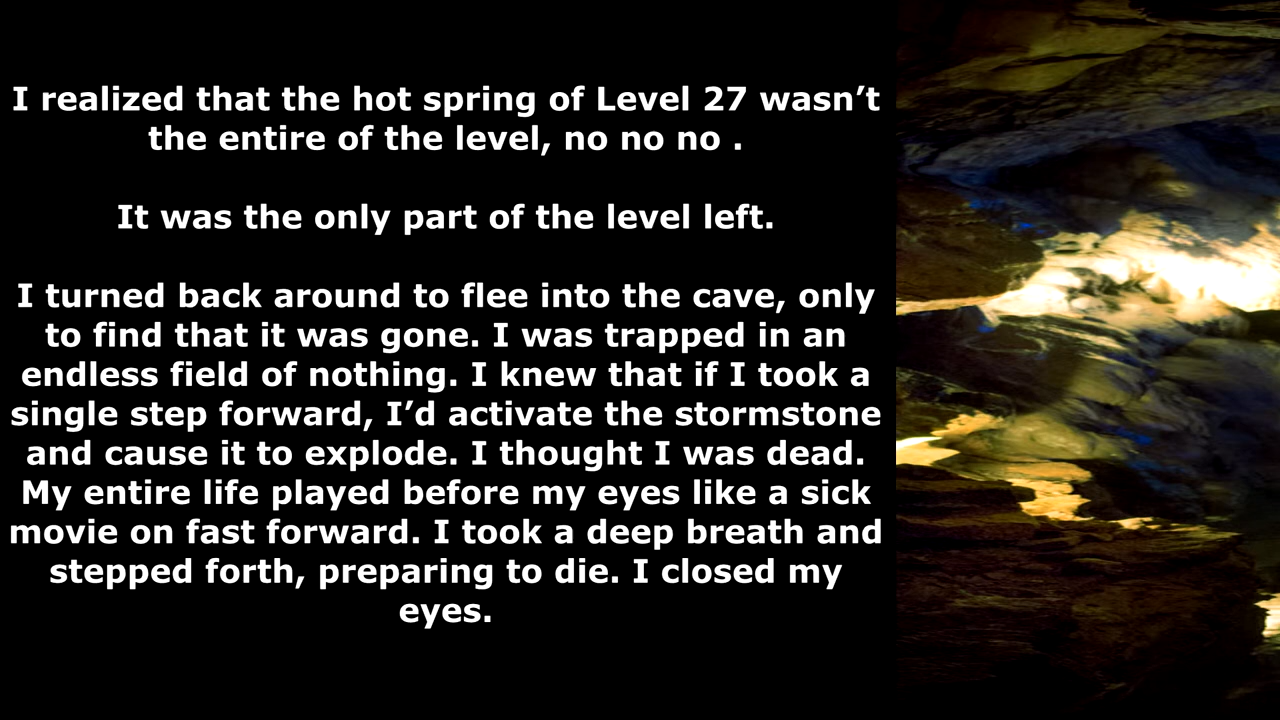 I realized that the hot spring of Level 27 wasn’t
the entire of the level, no no no .
It was the only part of the level left.
I turned back around to flee into the cave, only
to find that it was gone. I was trapped in an
endless field of nothing. I knew that if I took a
single step forward, I’d activate the stormstone
and cause it to explode. I thought I was dead.
My entire life played before my eyes like a sick
movie on fast forward. I took a deep breath and
stepped forth, preparing to die. I closed my
eyes.